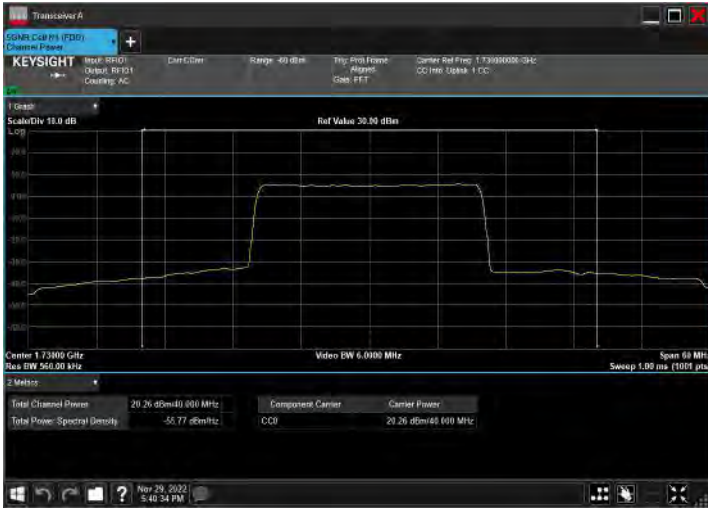 Transceiver A
Channel Power
KEYSIGHT
Input: RFIO1
Output: RFIO1
Coupling: AC
Corr CCorr
Range: -60 dBm
Trig: Prdt Frame
Aligned
Gate: FFT
Carrier Ref Freq: 1.730000000 GHz
CC Info: Uplink, 1 CC
1 Graph
Scale/Div 10.0 dB
Ref Value 30.00 dBm
Log
Center 1.73000 GHz
Video BW 6.0000 MHz
Span 60 MHz
Res BW 560.00 kHz
Sweep 1.00 ms (1001 pts
2 Metrics
Total Channel Power
20.26 dBm/40.000 MHz
Component Carrier
Carrier Power
Total Power Spectral Density
-55.77 dBm/Hz
CC0
20.26 dBm/40.000 MHz
Nov 29, 2022
5:40:34 PM